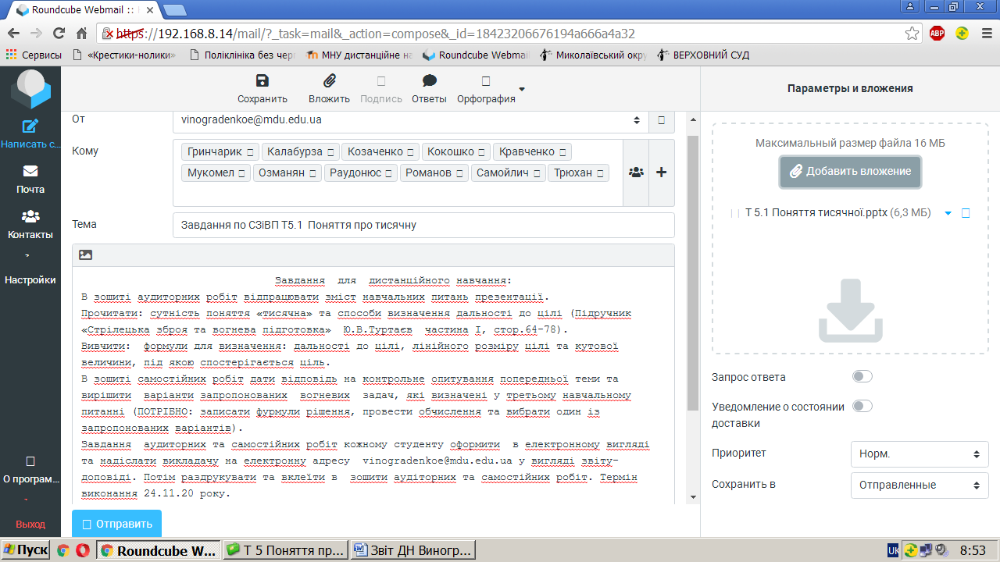 Roundcube Webmail ::
https://192.168.8.14/mail/?_task=mail&_action=compose&_id=18423206676194a666a4a32
ABP
Сервисы
«Крестики-нолики»
Поліклініка без чер
МНУ дистанційне на
Roundcube Webmail
Миколаївський окру
ВЕРХОВНИЙ СУД
Написать с...
Почта
Контакты
Настройки
О програм...
Выход
Сохранить
Вложить
Подпись
Ответы
Орфография
От
vinogradenkoe@mdu.edu.ua
Кому
Гринчарик Калабурза Козаченко Кокошко Кравченко
Мукомел Озманян Раудонюс Романов Самойлич Трюхан
Тема
Завдання по СЗіВП Т5.1  Поняття про тисячну
Завдання  для  дистанційного навчання:
В зошиті аудиторних робіт відпрацювати зміст навчальних питань презентації.
Прочитати: сутність поняття «тисячна» та способи визначення дальності до цілі (Підручник
«Стрілецька зброя та вогнева підготовка»  Ю.В.Туртаєв  частина І, стор.64-78).
Вивчити:  формули для визначення: дальності до цілі, лінійного розміру цілі та кутової
величини, під якою спостерігається ціль.
В зошиті самостійних робіт дати відповідь на контрольне опитування попередньої теми та
вирішити  варіанти запропонованих  вогневих  задач, які визначені у третьому навчальному
питанні (ПОТРІБНО: записати фурмули рішення, провести обчислення та вибрати один із
запропонованих варіантів).
Завдання  аудиторних та самостійних робіт кожному студенту оформити  в електронному вигляді
та надіслати викладачу на електронну адресу  vinogradenkoe@mdu.edu.ua у вигляді звіту-
доповіді. Потім раздрукувати та вклеїти в  зошити аудіторних та самостійних робіт. Термін
виконання 24.11.20 року.
Отправить
Параметры и вложения
Максимальный размер файла 16 МБ
Добавить вложение
Т 5.1 Поняття тисячної.pptx (6,3 МБ)
Запрос ответа
Уведомление о состоянии
доставки
Приоритет
Норм.
Сохранить в
Отправленные
Пуск
Roundcube W...
Т 5 Поняття пр...
Звіт ДН Виногр...
UK
8:53